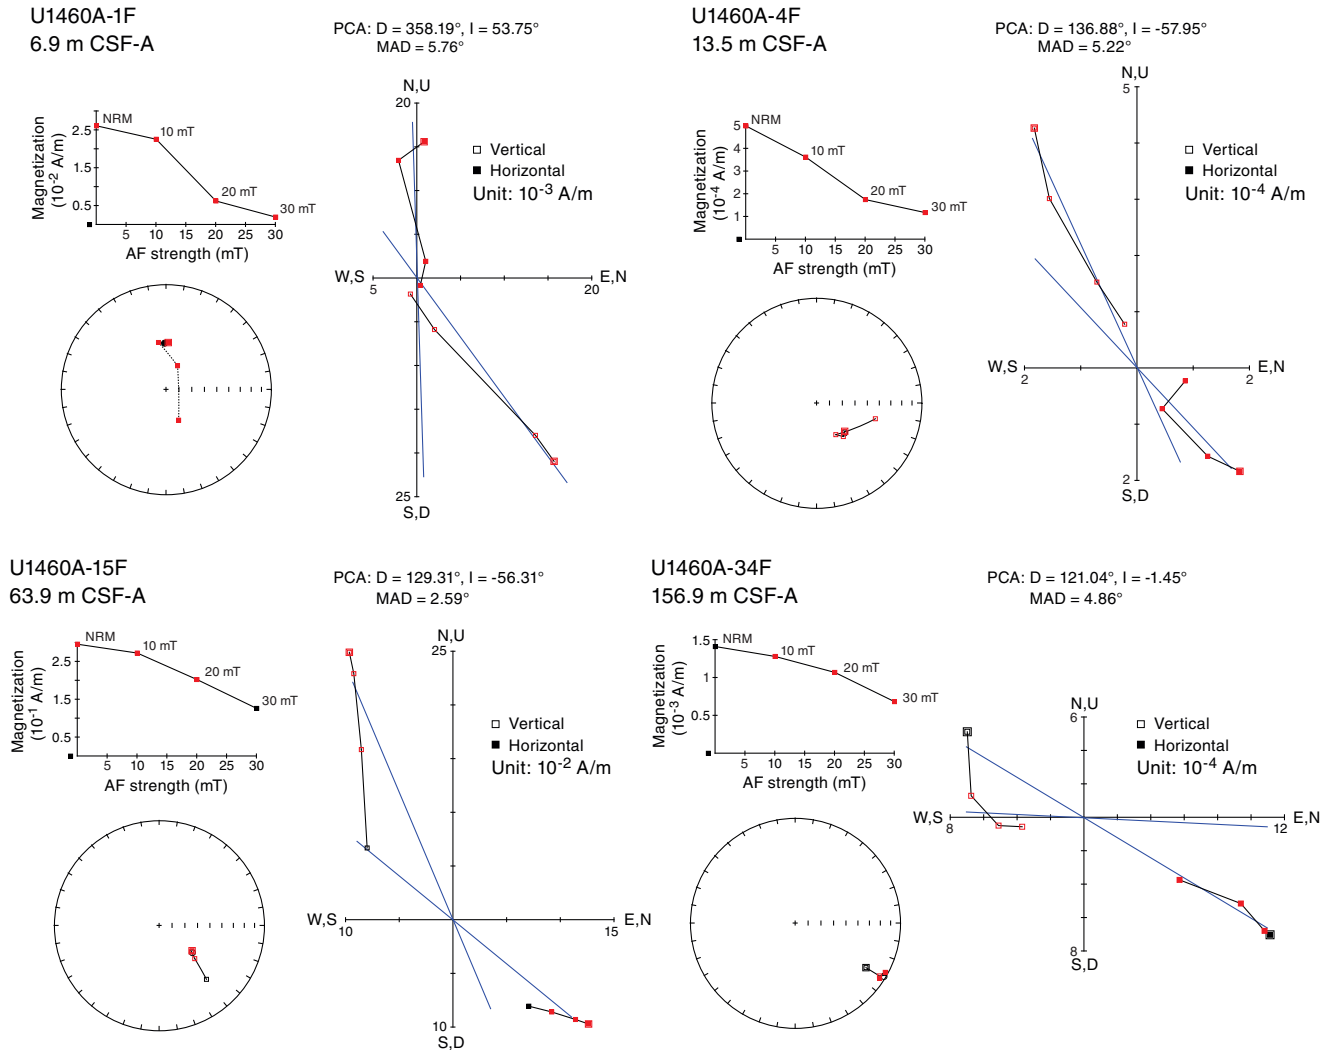 U1460A-1F
6.9 m CSF-A
PCA: D = 358.19°, I = 53.75°
MAD = 5.76°
Magnetization
(10-2 A/m)
2.5
1.5
0.5
NRM
10 mT
20 mT
30 mT
5 10 15 20 25 30
AF strength (mT)
N,U
20
W,S
5
E,N
20
25
S,D
Vertical
Horizontal
Unit: 10-3 A/m
U1460A-4F
13.5 m CSF-A
PCA: D = 136.88°, I = -57.95°
MAD = 5.22°
Magnetization
(10-4 A/m)
5
4
3
2
1
NRM
10 mT
20 mT
30 mT
5 10 15 20 25 30
AF strength (mT)
N,U
5
W,S
2
E,N
2
2
S,D
Vertical
Horizontal
Unit: 10-4 A/m
U1460A-15F
63.9 m CSF-A
PCA: D = 129.31°, I = -56.31°
MAD = 2.59°
Magnetization
(10-1 A/m)
2.5
1.5
0.5
NRM
10 mT
20 mT
30 mT
5 10 15 20 25 30
AF strength (mT)
N,U
25
W,S
10
E,N
15
10
S,D
Vertical
Horizontal
Unit: 10-2 A/m
U1460A-34F
156.9 m CSF-A
PCA: D = 121.04°, I = -1.45°
MAD = 4.86°
Magnetization
(10-3 A/m)
1.5
1
0.5
NRM
10 mT
20 mT
30 mT
5 10 15 20 25 30
AF strength (mT)
N,U
6
W,S
8
E,N
12
8
S,D
Vertical
Horizontal
Unit: 10-4 A/m